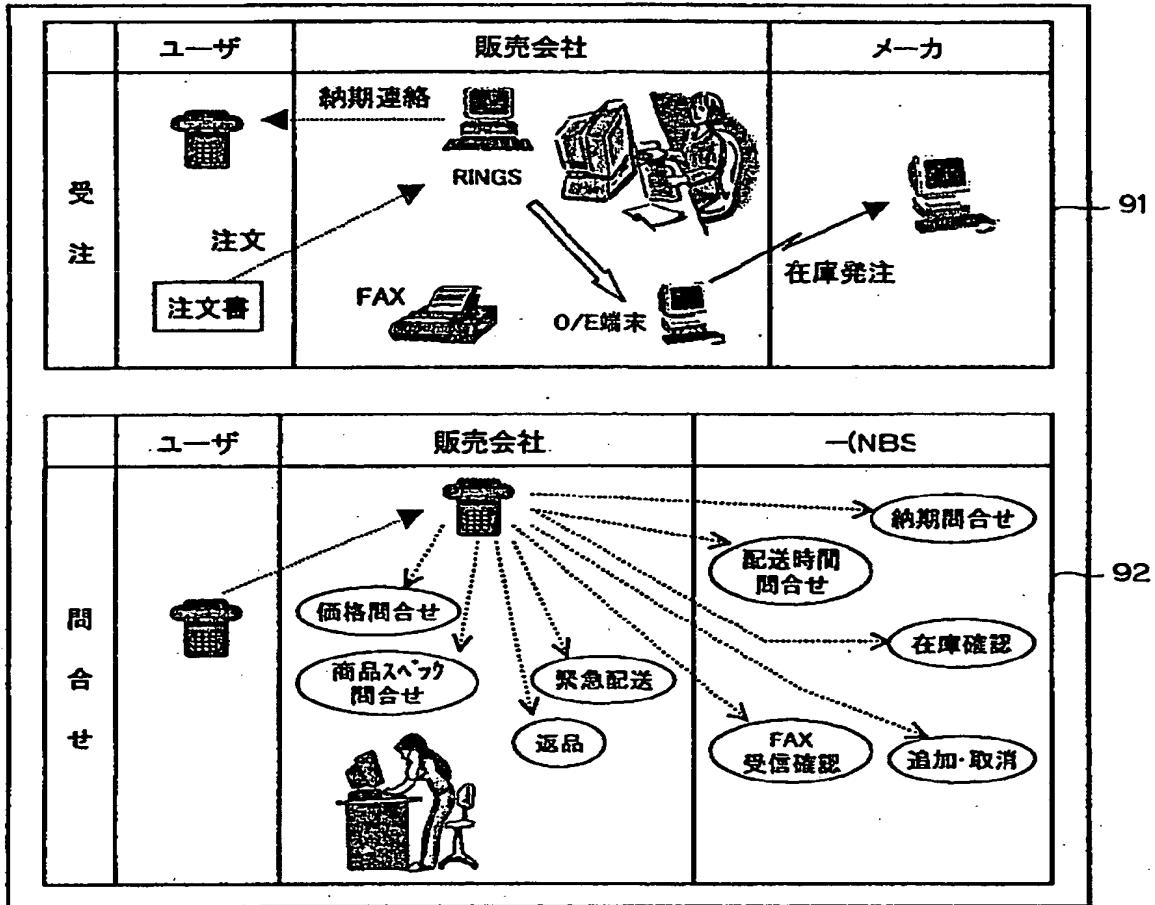 ユーザ
販売会社
メーカ
受注
納期連絡
RINGS
注文
注文書
FAX
O/E端末
在庫発注
91
ユーザ
販売会社
ー(NBS
問合せ
納期問合せ
配送時間
問合せ
価格問合せ
在庫確認
商品スペック
問合せ
緊急配送
返品
FAX
受信確認
追加・取消
92